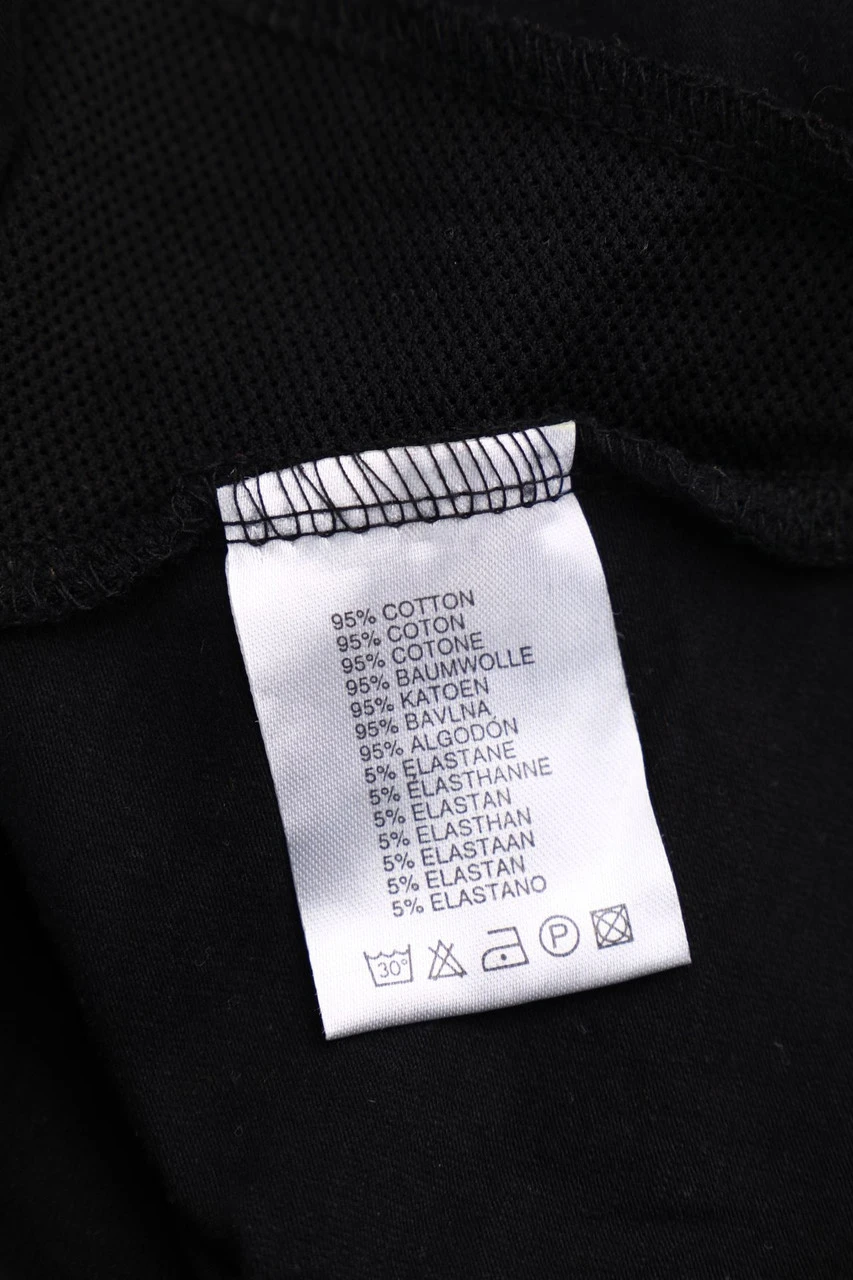 95% COTTON
95% COTON
95% COTONE
95% BAUMWOLLE
95% KATOEN
95% BAVLNA
95% ALGODÓN
5% ELASTANE
5% ÉLASTHANNE
5% ELASTAN
5% ELASTHAN
5% ELASTAAN
5% ELASTAN
5% ELASTANO
30° P